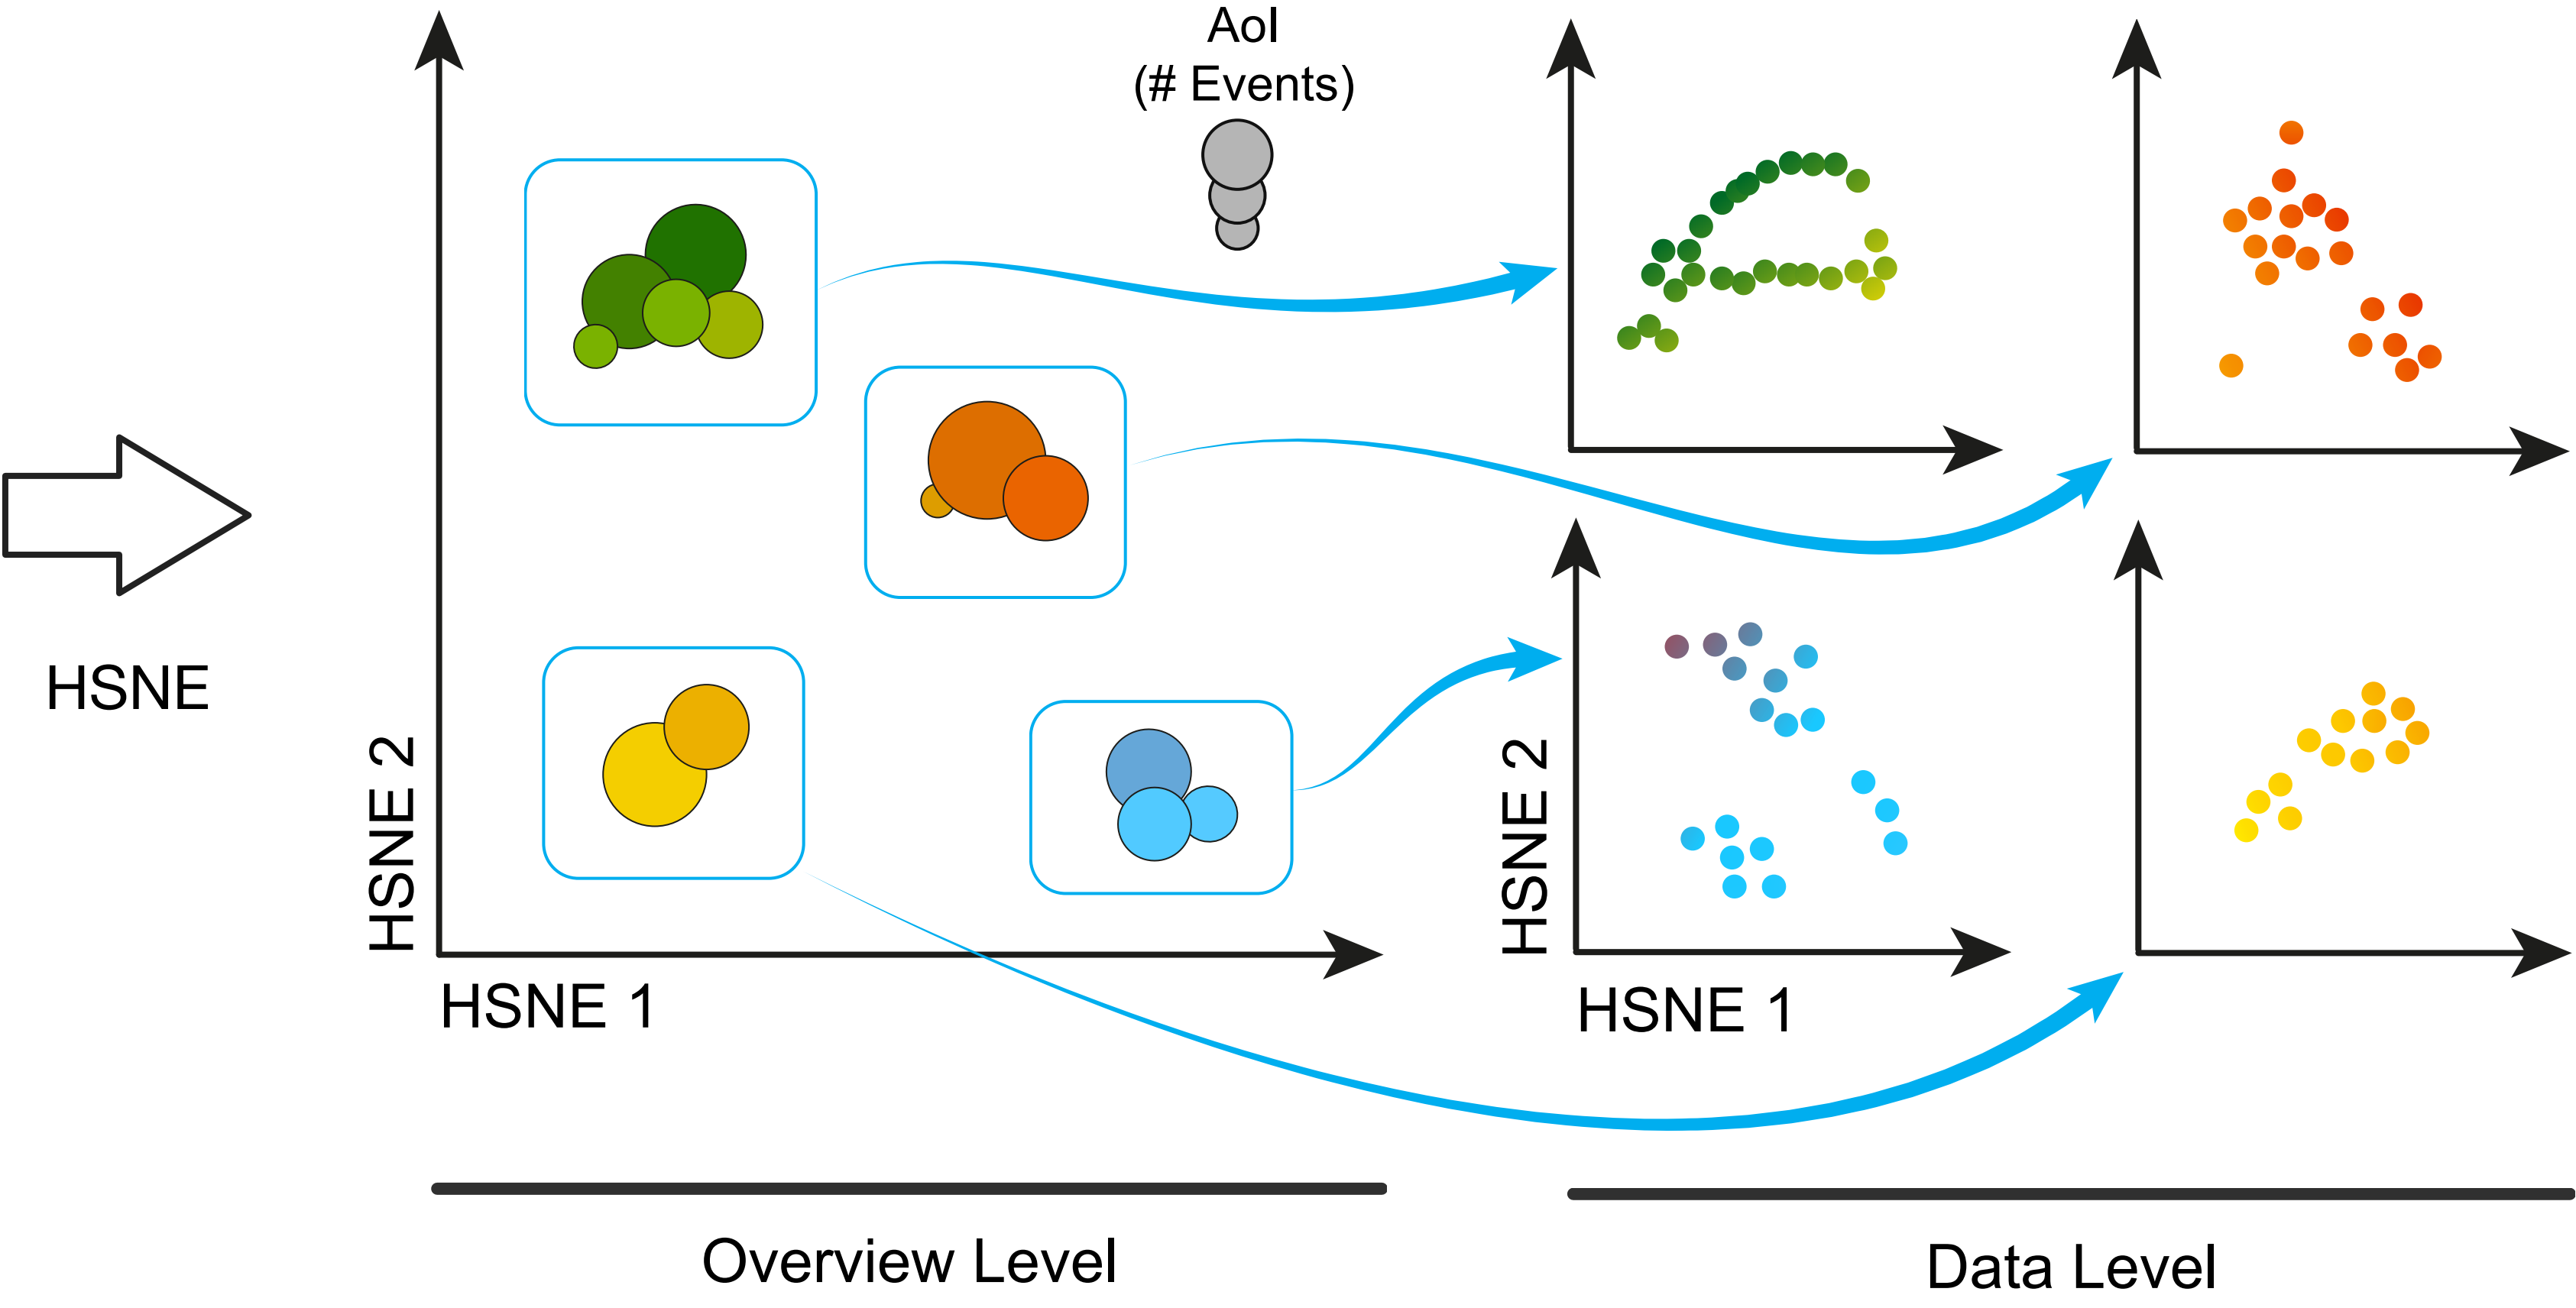 AoI
(# Events)
HSNE
HSNE 2
HSNE 1
HSNE 2
HSNE 1
Overview Level
Data Level